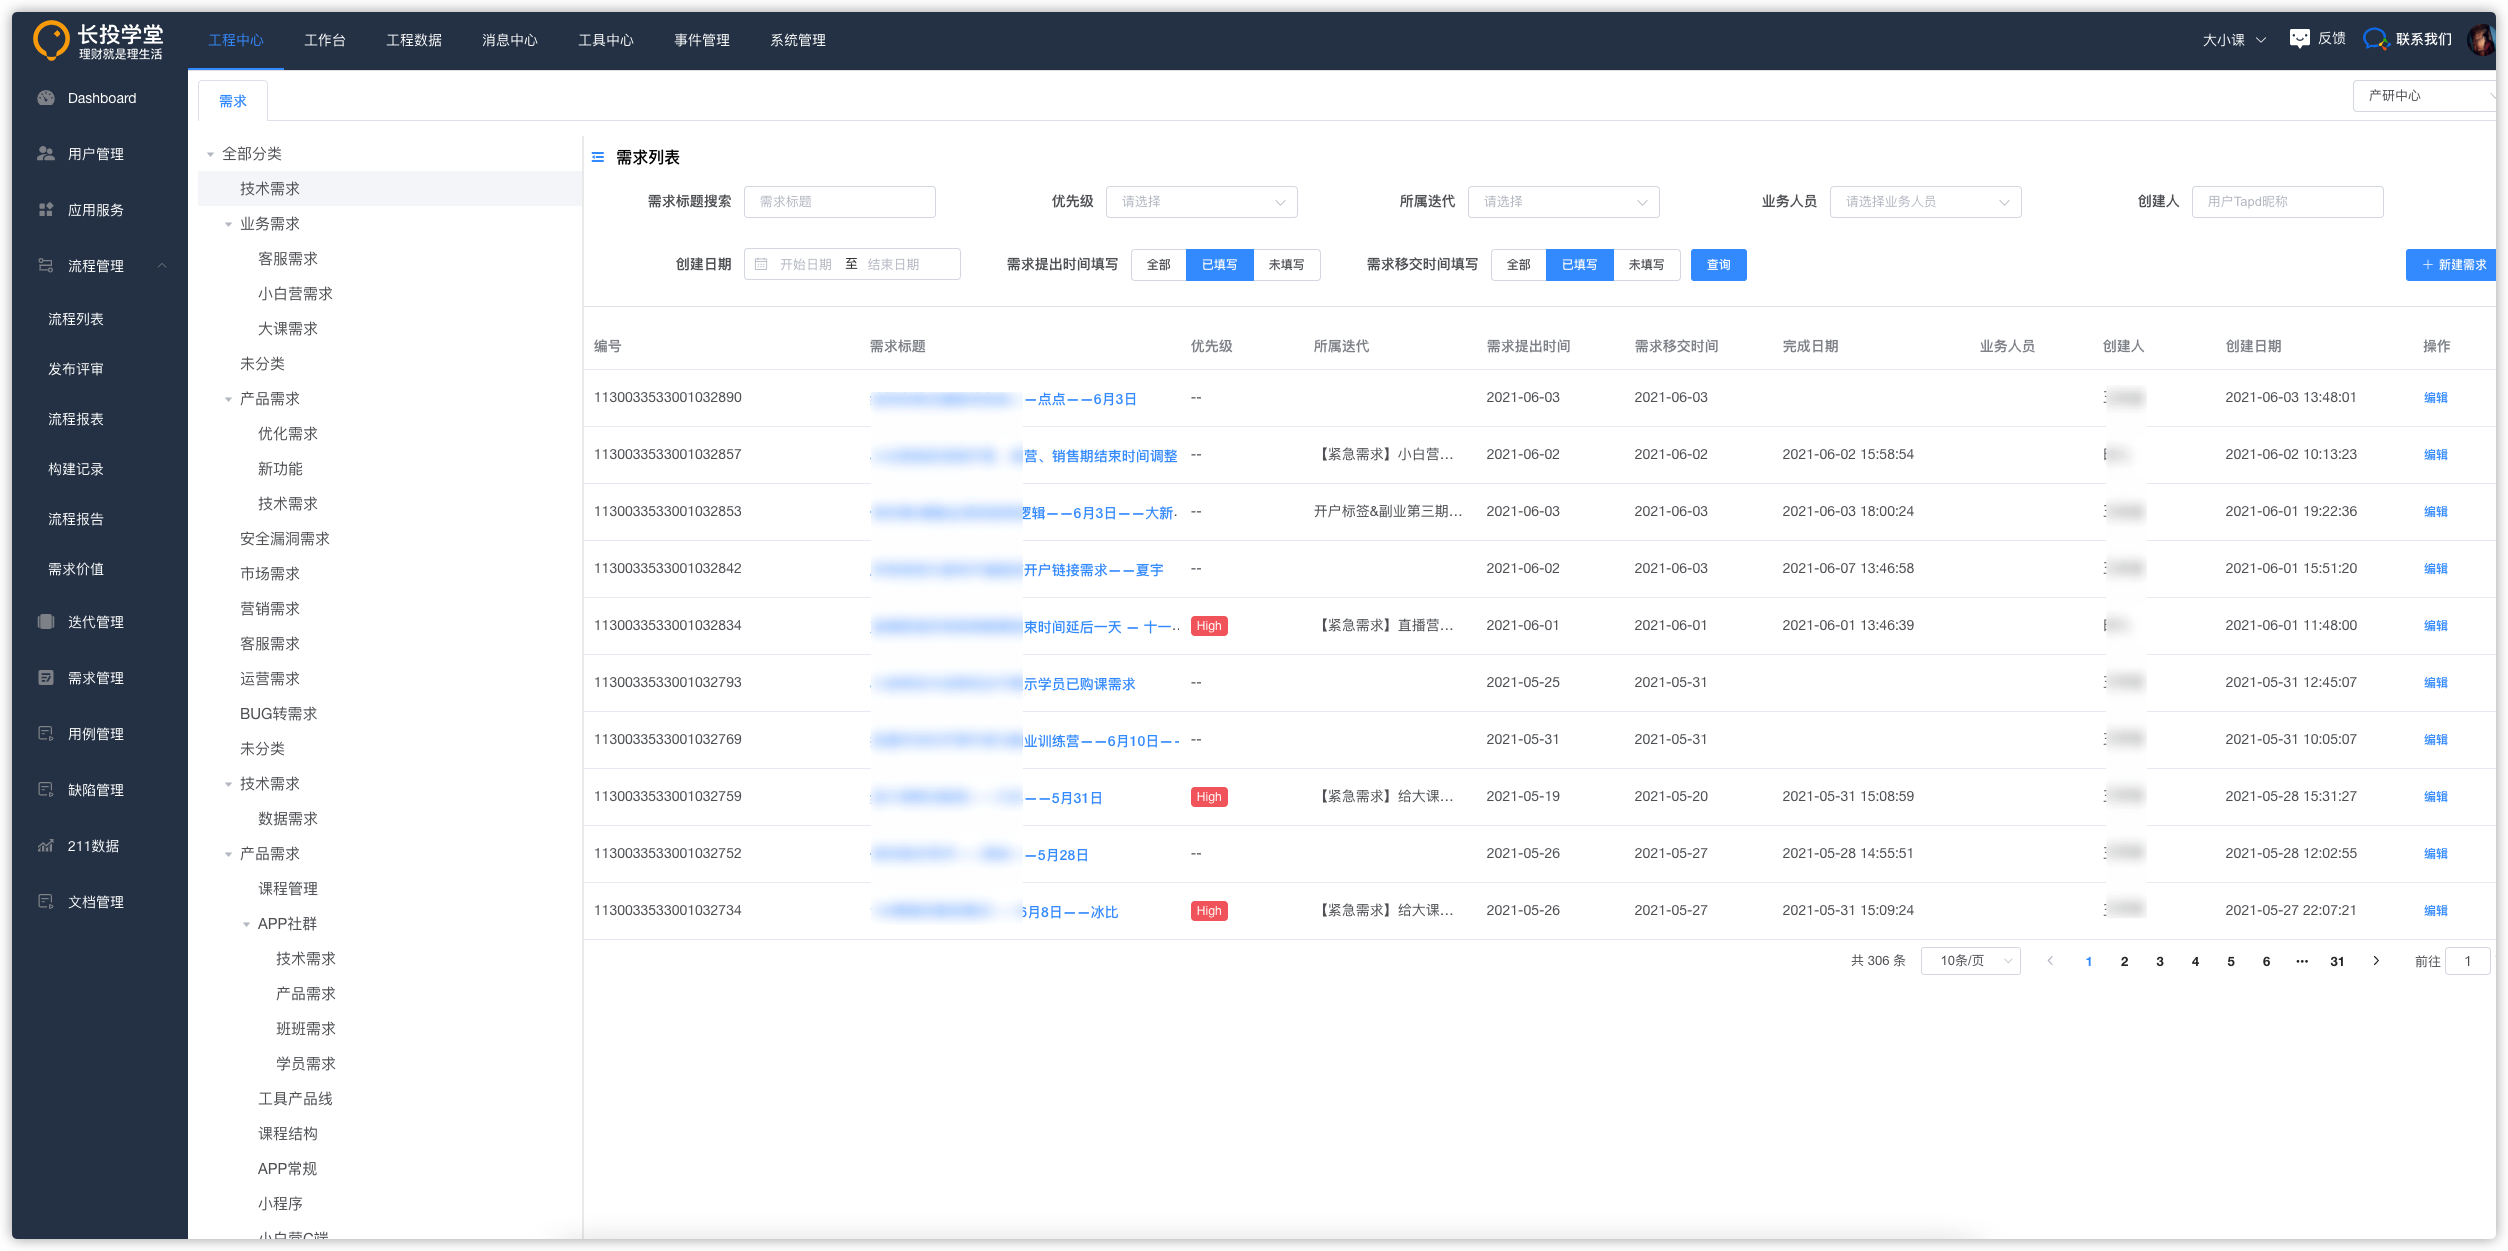 长投学堂
理财就是理生活
工程中心 工作台 工程数据 消息中心 工具中心 事件管理 系统管理
大小课 反馈 联系我们
Dashboard
用户管理
应用服务
流程管理
流程列表
发布评审
流程报表
构建记录
流程报告
需求价值
迭代管理
需求管理
用例管理
缺陷管理
211数据
文档管理
需求
产研中心
全部分类
技术需求
业务需求
客服需求
小白营需求
大课需求
未分类
产品需求
优化需求
新功能
技术需求
安全漏洞需求
市场需求
营销需求
客服需求
运营需求
BUG转需求
未分类
技术需求
数据需求
产品需求
课程管理
APP社群
技术需求
产品需求
班班需求
学员需求
工具产品线
课程结构
APP常规
小程序
小白营C端
需求列表
需求标题搜索 需求标题 优先级 请选择 所属迭代 请选择 业务人员 请选择业务人员 创建人 用户Tapd昵称
创建日期 开始日期 至 结束日期 需求提出时间填写 全部 已填写 未填写 需求移交时间填写 全部 已填写 未填写 查询 + 新建需求
编号 需求标题 优先级 所属迭代 需求提出时间 需求移交时间 完成日期 业务人员 创建人 创建日期 操作
1130033533001032890 —点点——6月3日 -- 2021-06-03 2021-06-03 2021-06-03 13:48:01 编辑
1130033533001032857 营、销售期结束时间调整 -- 【紧急需求】小白营... 2021-06-02 2021-06-02 2021-06-02 15:58:54 2021-06-02 10:13:23 编辑
1130033533001032853 逻辑——6月3日——大新. -- 开户标签&副业第三期... 2021-06-03 2021-06-03 2021-06-03 18:00:24 2021-06-01 19:22:36 编辑
1130033533001032842 开户链接需求——夏宇 -- 2021-06-02 2021-06-03 2021-06-07 13:46:58 2021-06-01 15:51:20 编辑
1130033533001032834 束时间延后一天 — 十一.. High 【紧急需求】直播营... 2021-06-01 2021-06-01 2021-06-01 13:46:39 2021-06-01 11:48:00 编辑
1130033533001032793 示学员已购课需求 -- 2021-05-25 2021-05-31 2021-05-31 12:45:07 编辑
1130033533001032769 业训练营——6月10日—- -- 2021-05-31 2021-05-31 2021-05-31 10:05:07 编辑
1130033533001032759 ——5月31日 High 【紧急需求】给大课... 2021-05-19 2021-05-20 2021-05-31 15:08:59 2021-05-28 15:31:27 编辑
1130033533001032752 —5月28日 -- 2021-05-26 2021-05-27 2021-05-28 14:55:51 2021-05-28 12:02:55 编辑
1130033533001032734 6月8日——冰比 High 【紧急需求】给大课... 2021-05-26 2021-05-27 2021-05-31 15:09:24 2021-05-27 22:07:21 编辑
共 306 条 10条/页 1 2 3 4 5 6 ... 31 前往 1